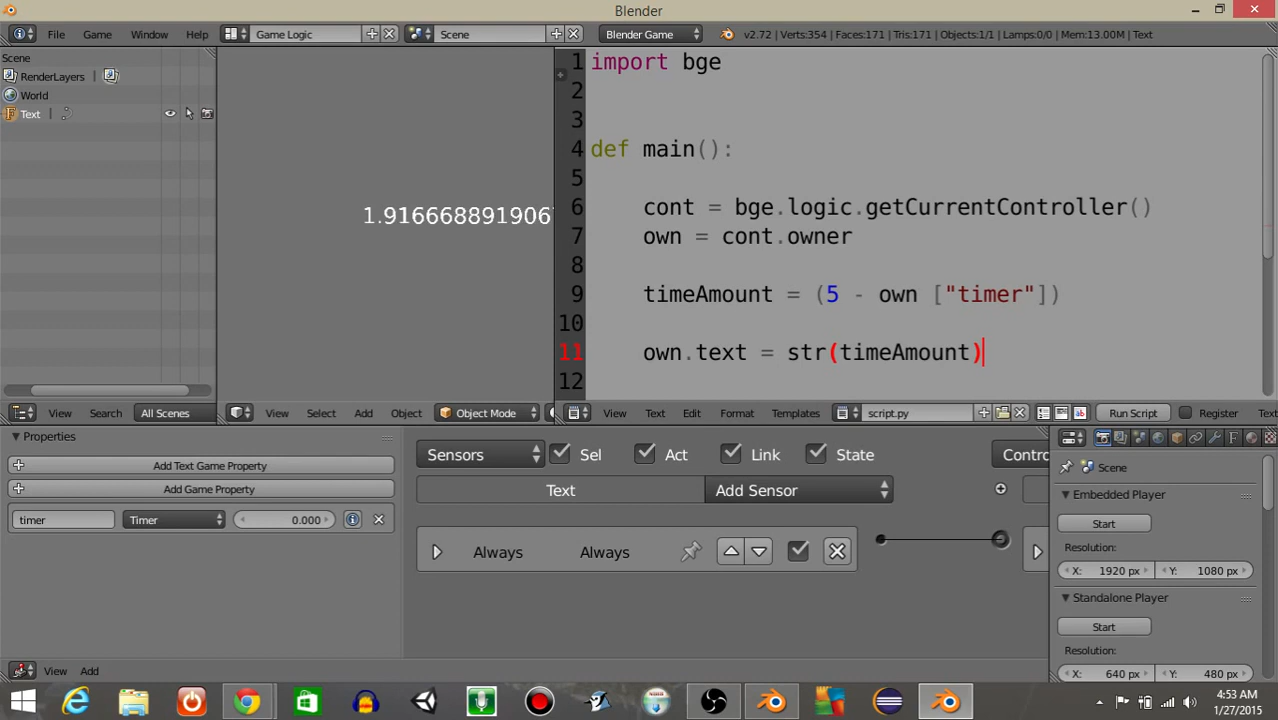 Blender
File Game Window Help Game Logic Scene Blender Game v2.72 | Verts:354 | Faces:171 | Tris:171 | Objects:1/1 | Lamps:0/0 | Mem:13.00M | Text
Scene
RenderLayers |
World
Text |
1.91666889190
1 import bge
2
3
4 def main():
5
6 cont = bge.logic.getCurrentController()
7 own = cont.owner
8
9 timeAmount = (5 - own ["timer"])
10
11 own.text = str(timeAmount)
12
View Search All Scenes
View Select Add Object Object Mode
View Text Edit Format Templates script.py Run Script Register Text
Properties
Add Text Game Property
Add Game Property
timer Timer 0.000
Sensors Sel Act Link State Contro
Text Add Sensor
Always Always
Scene
Embedded Player
Start
Resolution:
X: 1920 px Y: 1080 px
Standalone Player
Start
Resolution:
X: 640 px Y: 480 px
View Add
4:53 AM
1/27/2015